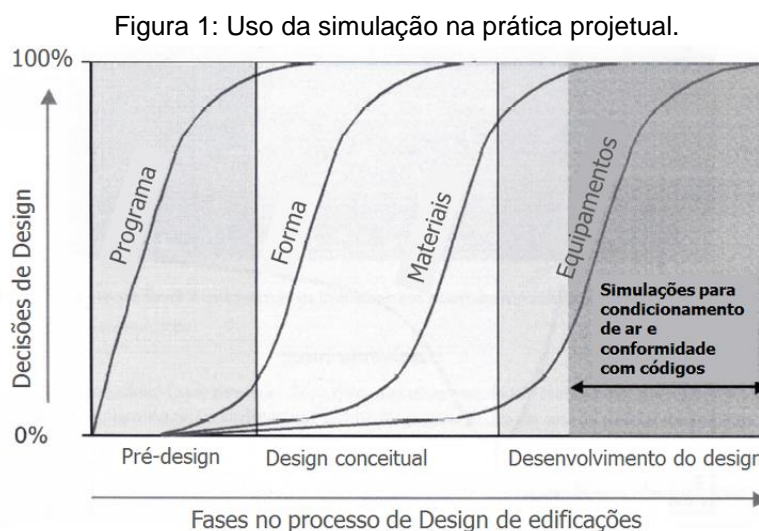 Figura 1: Uso da simulação na prática projetual.
100%
Decisões de Design
0%
Programa
Forma
Materiais
Equipamentos
Simulações para
condicionamento
de ar e
conformidade
com códigos
Pré-design
Design conceitual
Desenvolvimento do design
Fases no processo de Design de edificações